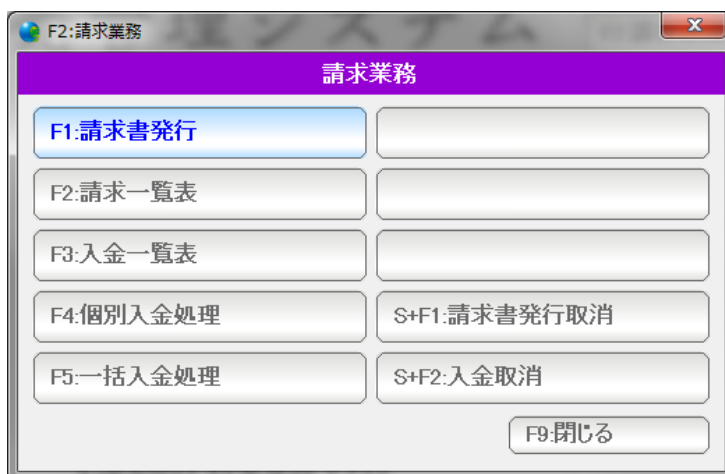 F2:請求業務
請求業務
F1:請求書発行
F2:請求一覧表
F3:入金一覧表
F4:個別入金処理
S+F1:請求書発行取消
F5:一括入金処理
S+F2:入金取消
F9:閉じる